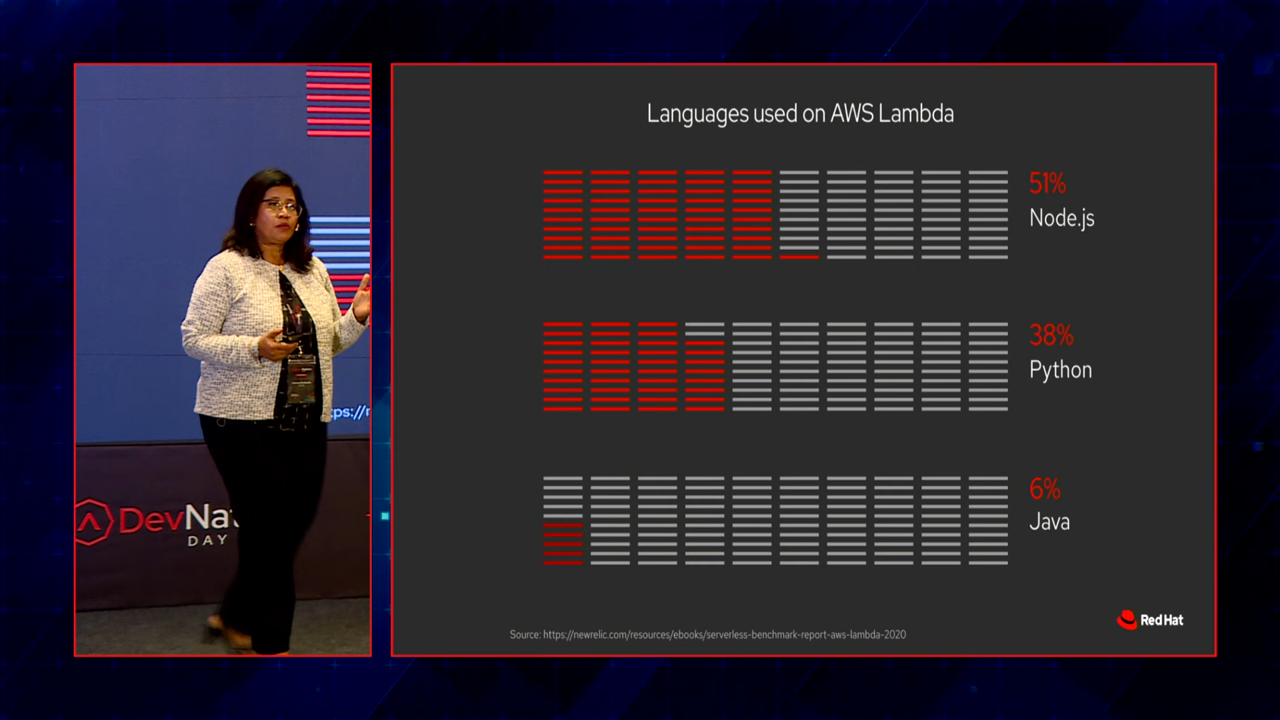 Languages used on AWS Lambda
51%
Node.js
38%
Python
6%
Java
Source: https://newrelic.com/resources/ebooks/serverless-benchmark-report-aws-lambda-2020
Red Hat
DevNat
DAY